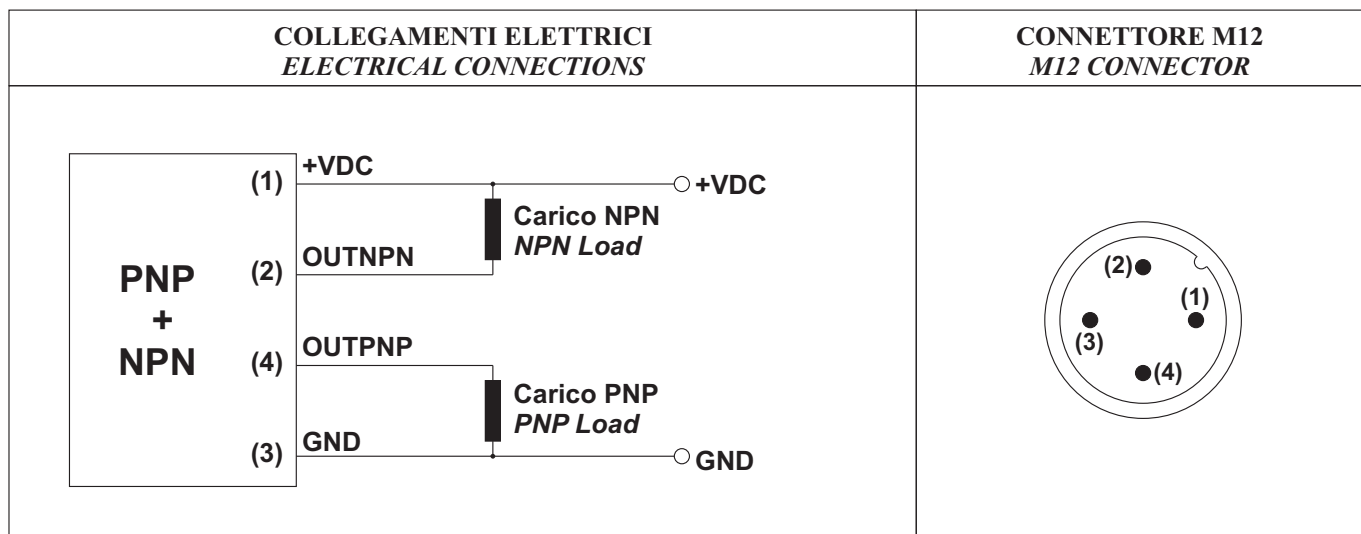 COLLEGAMENTI ELETTRICI
ELECTRICAL CONNECTIONS
CONNETTORE M12
M12 CONNECTOR
PNP
+
NPN
(1)
+VDC
+VDC
Carico NPN
NPN Load
(2)
OUTNPN
(4)
OUTPNP
Carico PNP
PNP Load
(3)
GND
GND
(2)
(1)
(3)
(4)